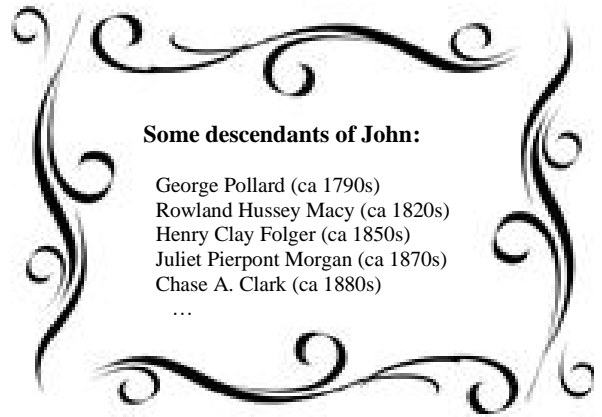 Some descendants of John:
George Pollard (ca 1790s)
Rowland Hussey Macy (ca 1820s)
Henry Clay Folger (ca 1850s)
Juliet Pierpont Morgan (ca 1870s)
Chase A. Clark (ca 1880s)
…